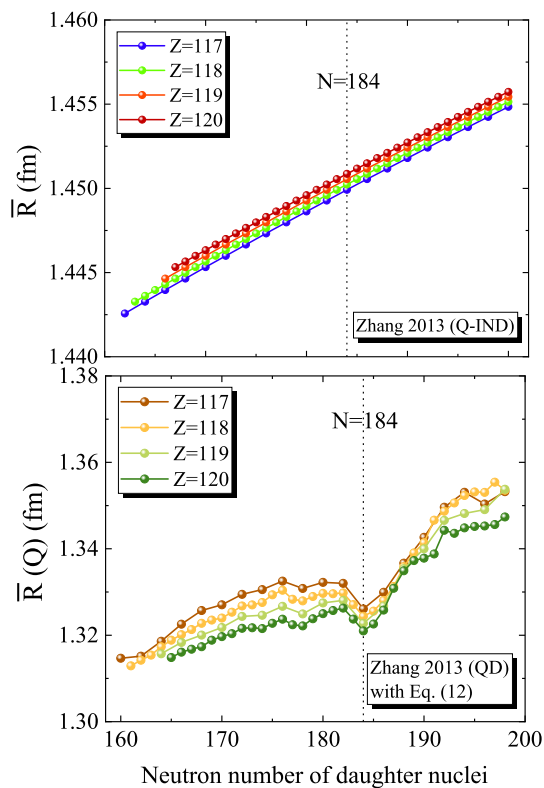 1.460
1.455
1.450
1.445
1.440
R̅ (fm)
Z=117
Z=118
Z=119
Z=120
N=184
Zhang 2013 (Q-IND)
1.38
1.36
1.34
1.32
1.30
R̅ (Q) (fm)
Z=117
Z=118
Z=119
Z=120
N=184
Zhang 2013 (QD)
with Eq. (12)
160
170
180
190
200
Neutron number of daughter nuclei